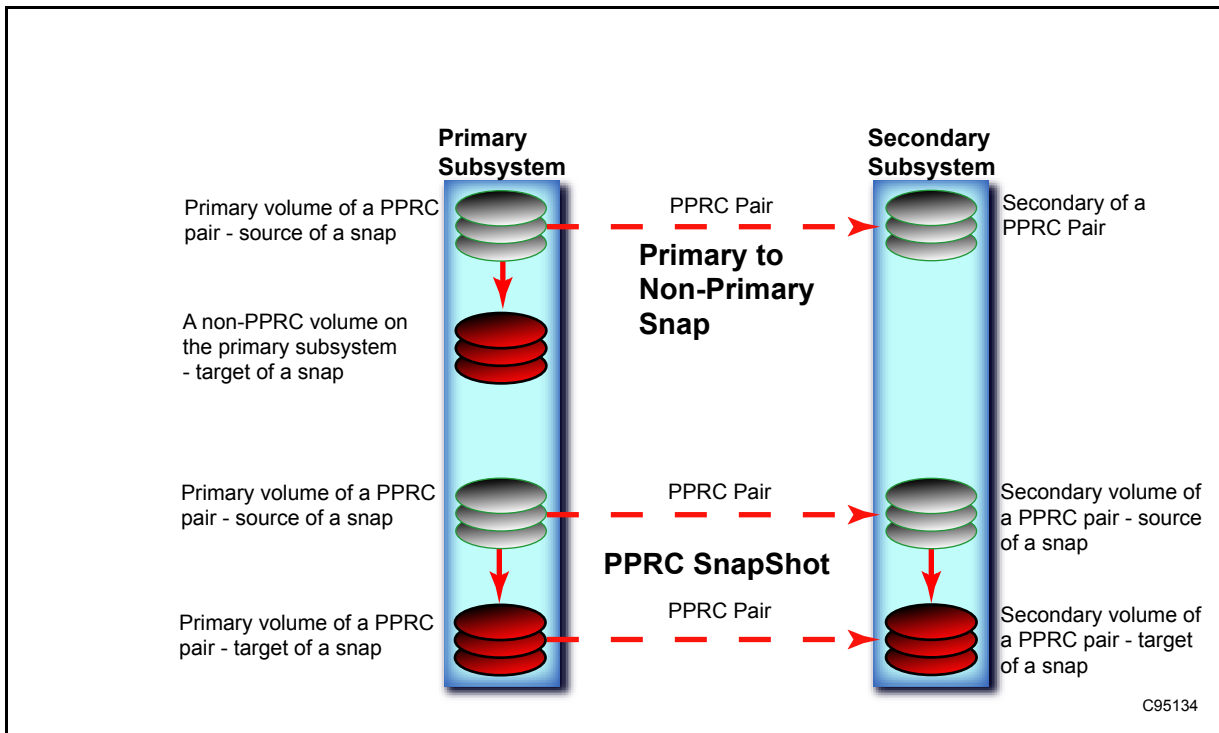 Primary
Subsystem
Secondary
Subsystem
Primary volume of a PPRC
pair - source of a snap
PPRC Pair
Secondary of a
PPRC Pair
Primary to
Non-Primary
Snap
A non-PPRC volume on
the primary subsystem
- target of a snap
Primary volume of a PPRC
pair - source of a snap
PPRC Pair
Secondary volume of
a PPRC pair - source
of a snap
PPRC SnapShot
Primary volume of a PPRC
pair - target of a snap
PPRC Pair
Secondary volume of
a PPRC pair - target
of a snap
C95134